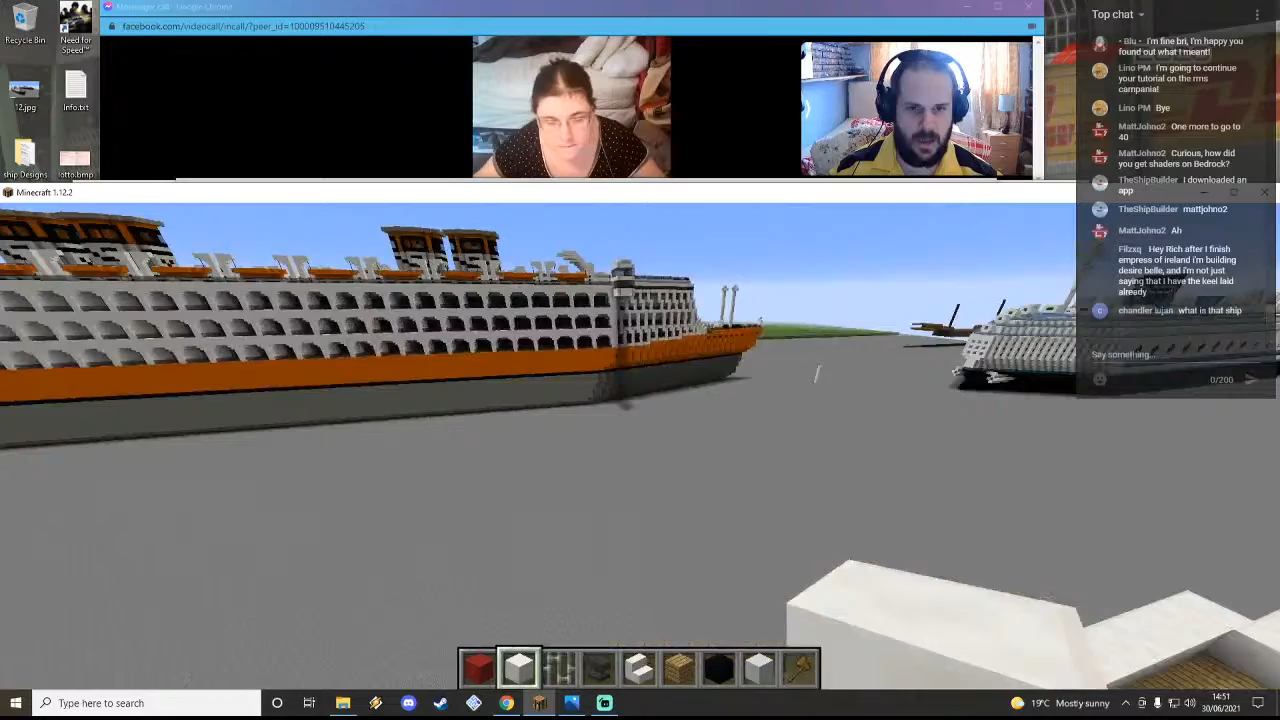 Messenger call - Google Chrome
facebook.com/videocall/incall/?peer_id=100009510445205
Recycle Bin
Need for
Speed™
12.jpg
Info.txt
ship Designs
lotto.bmp
Minecraft 1.12.2
Top chat
- Blu - I'm fine bri, I'm happy you
found out what I meant!
Lino PM I'm going to continue
your tutorial on the rms
campania!
Lino PM Bye
MattJohno2 One more to go to
40
MattJohno2 Curious, how did
you get shaders on Bedrock?
TheShipBuilder I downloaded an
app
TheShipBuilder mattjohno2
MattJohno2 Ah
Filzxq Hey Rich after I finish
empress of ireland i'm building
desire belle, and i'm not just
saying that i have the keel laid
already
chandler lujan what is that ship
Say something...
0/200
Type here to search
19°C Mostly sunny
14:51
30/06/2021